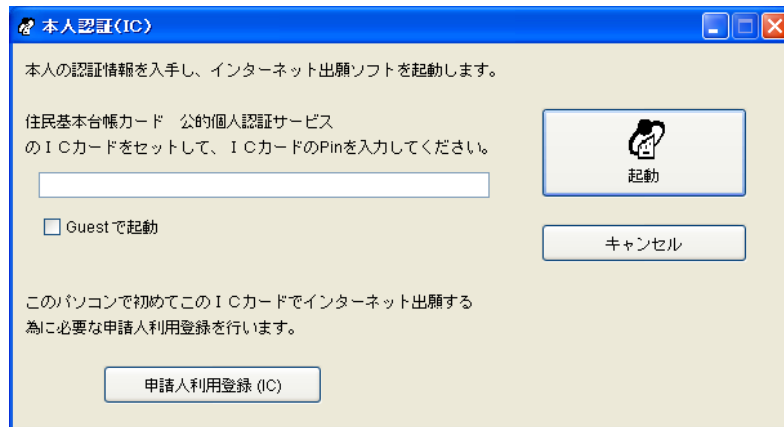 本人認証(IC)
本人の認証情報を入手し、インターネット出願ソフトを起動します。
住民基本台帳カード　公的個人認証サービス
のＩＣカードをセットして、ＩＣカードのPinを入力してください。
起動
Guestで起動
キャンセル
このパソコンで初めてこのＩＣカードでインターネット出願する
為に必要な申請人利用登録を行います。
申請人利用登録 (IC)